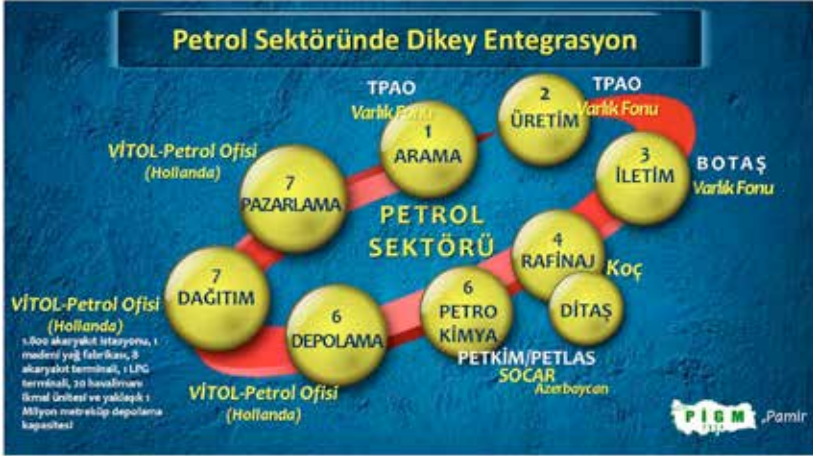 Petrol Sektöründe Dikey Entegrasyon
TPAO
Varlık Fonu
1
ARAMA
2
ÜRETİM
TPAO
Varlık Fonu
3
İLETİM
BOTAŞ
Varlık Fonu
VİTOL-Petrol Ofisi
(Hollanda)
7
PAZARLAMA
PETROL
SEKTÖRÜ
4
RAFİNAJ
Koç
DİTAŞ
7
DAĞITIM
VİTOL-Petrol Ofisi
(Hollanda)
1.800 akaryakıt istasyonu, 1
madeni yağ fabrikası, 8
akaryakıt terminali, 1 LPG
terminali, 20 havalimanı
ikmal ünitesi ve yaklaşık 1
Milyon metreküp depolama
kapasitesi
6
DEPOLAMA
VİTOL-Petrol Ofisi
(Hollanda)
6
PETRO
KİMYA
PETKİM/PETLAS
SOCAR
Azerbaycan
PİGM
,Pamir